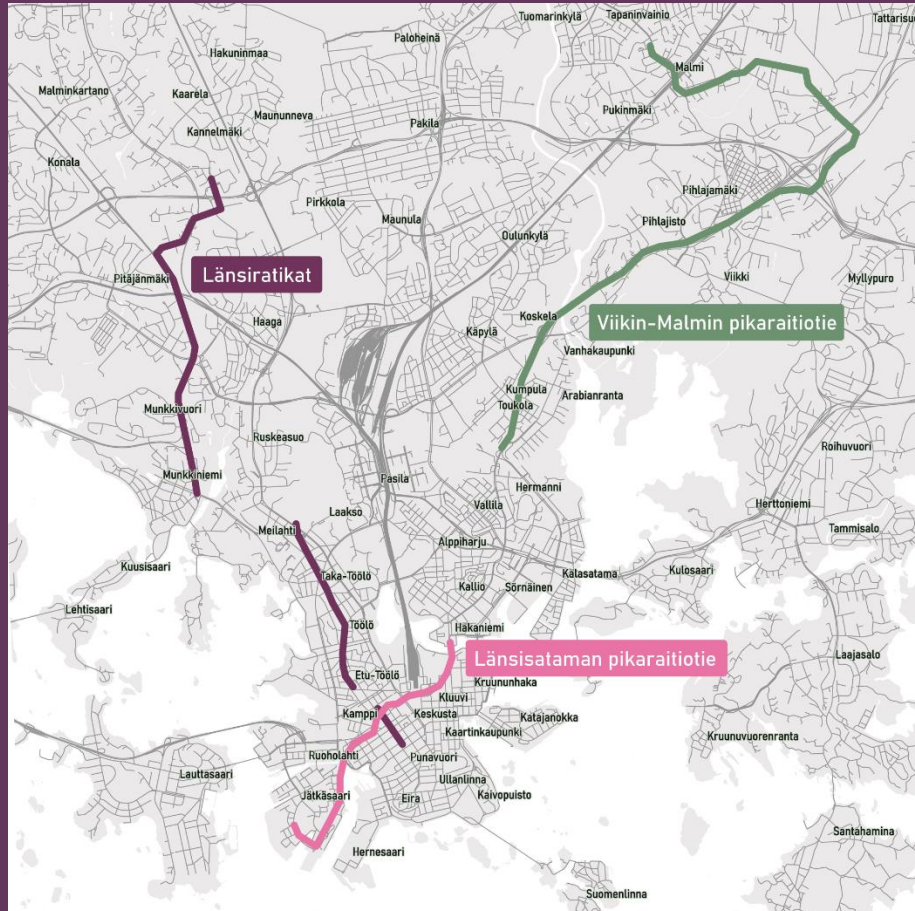 Tuomarinkylä
Tapaninvainio
Tattarisuo
Paloheinä
Hakuninmaa
Malmi
Malminkartano
Kaarela
Maununneva
Pukinmäki
Pakila
Kannelmäki
Konala
Pihlajamäki
Pirkkola
Maunula
Pihlajisto
Oulunkylä
Länsiratikat
Pitäjänmäki
Viikki
Myllypuro
Koskela
Viikin-Malmin pikaraitiotie
Haaga
Käpylä
Vanhakaupunki
Kumpula
Arabianranta
Toukola
Munkkivuori
Ruskeasuo
Roihuvuori
Munkkiniemi
Pasila
Hermanni
Vallila
Herttoniemi
Laakso
Meilahti
Tammisalo
Alppiharju
Kuusisaari
Taka-Töölö
Kallio
Sörnäinen
Kalasatama
Kulosaari
Lehtisaari
Töölö
Hakaniemi
Länsisataman pikaraitiotie
Laajasalo
Etu-Töölö
Kruununhaka
Kluuvi
Kamppi
Keskusta
Katajanokka
Kaartinkaupunki
Kruunuvuorenranta
Ruoholahti
Punavuori
Lauttasaari
Ullanlinna
Jätkäsaari
Eira
Kaivopuisto
Santahamina
Hernesaari
Suomenlinna